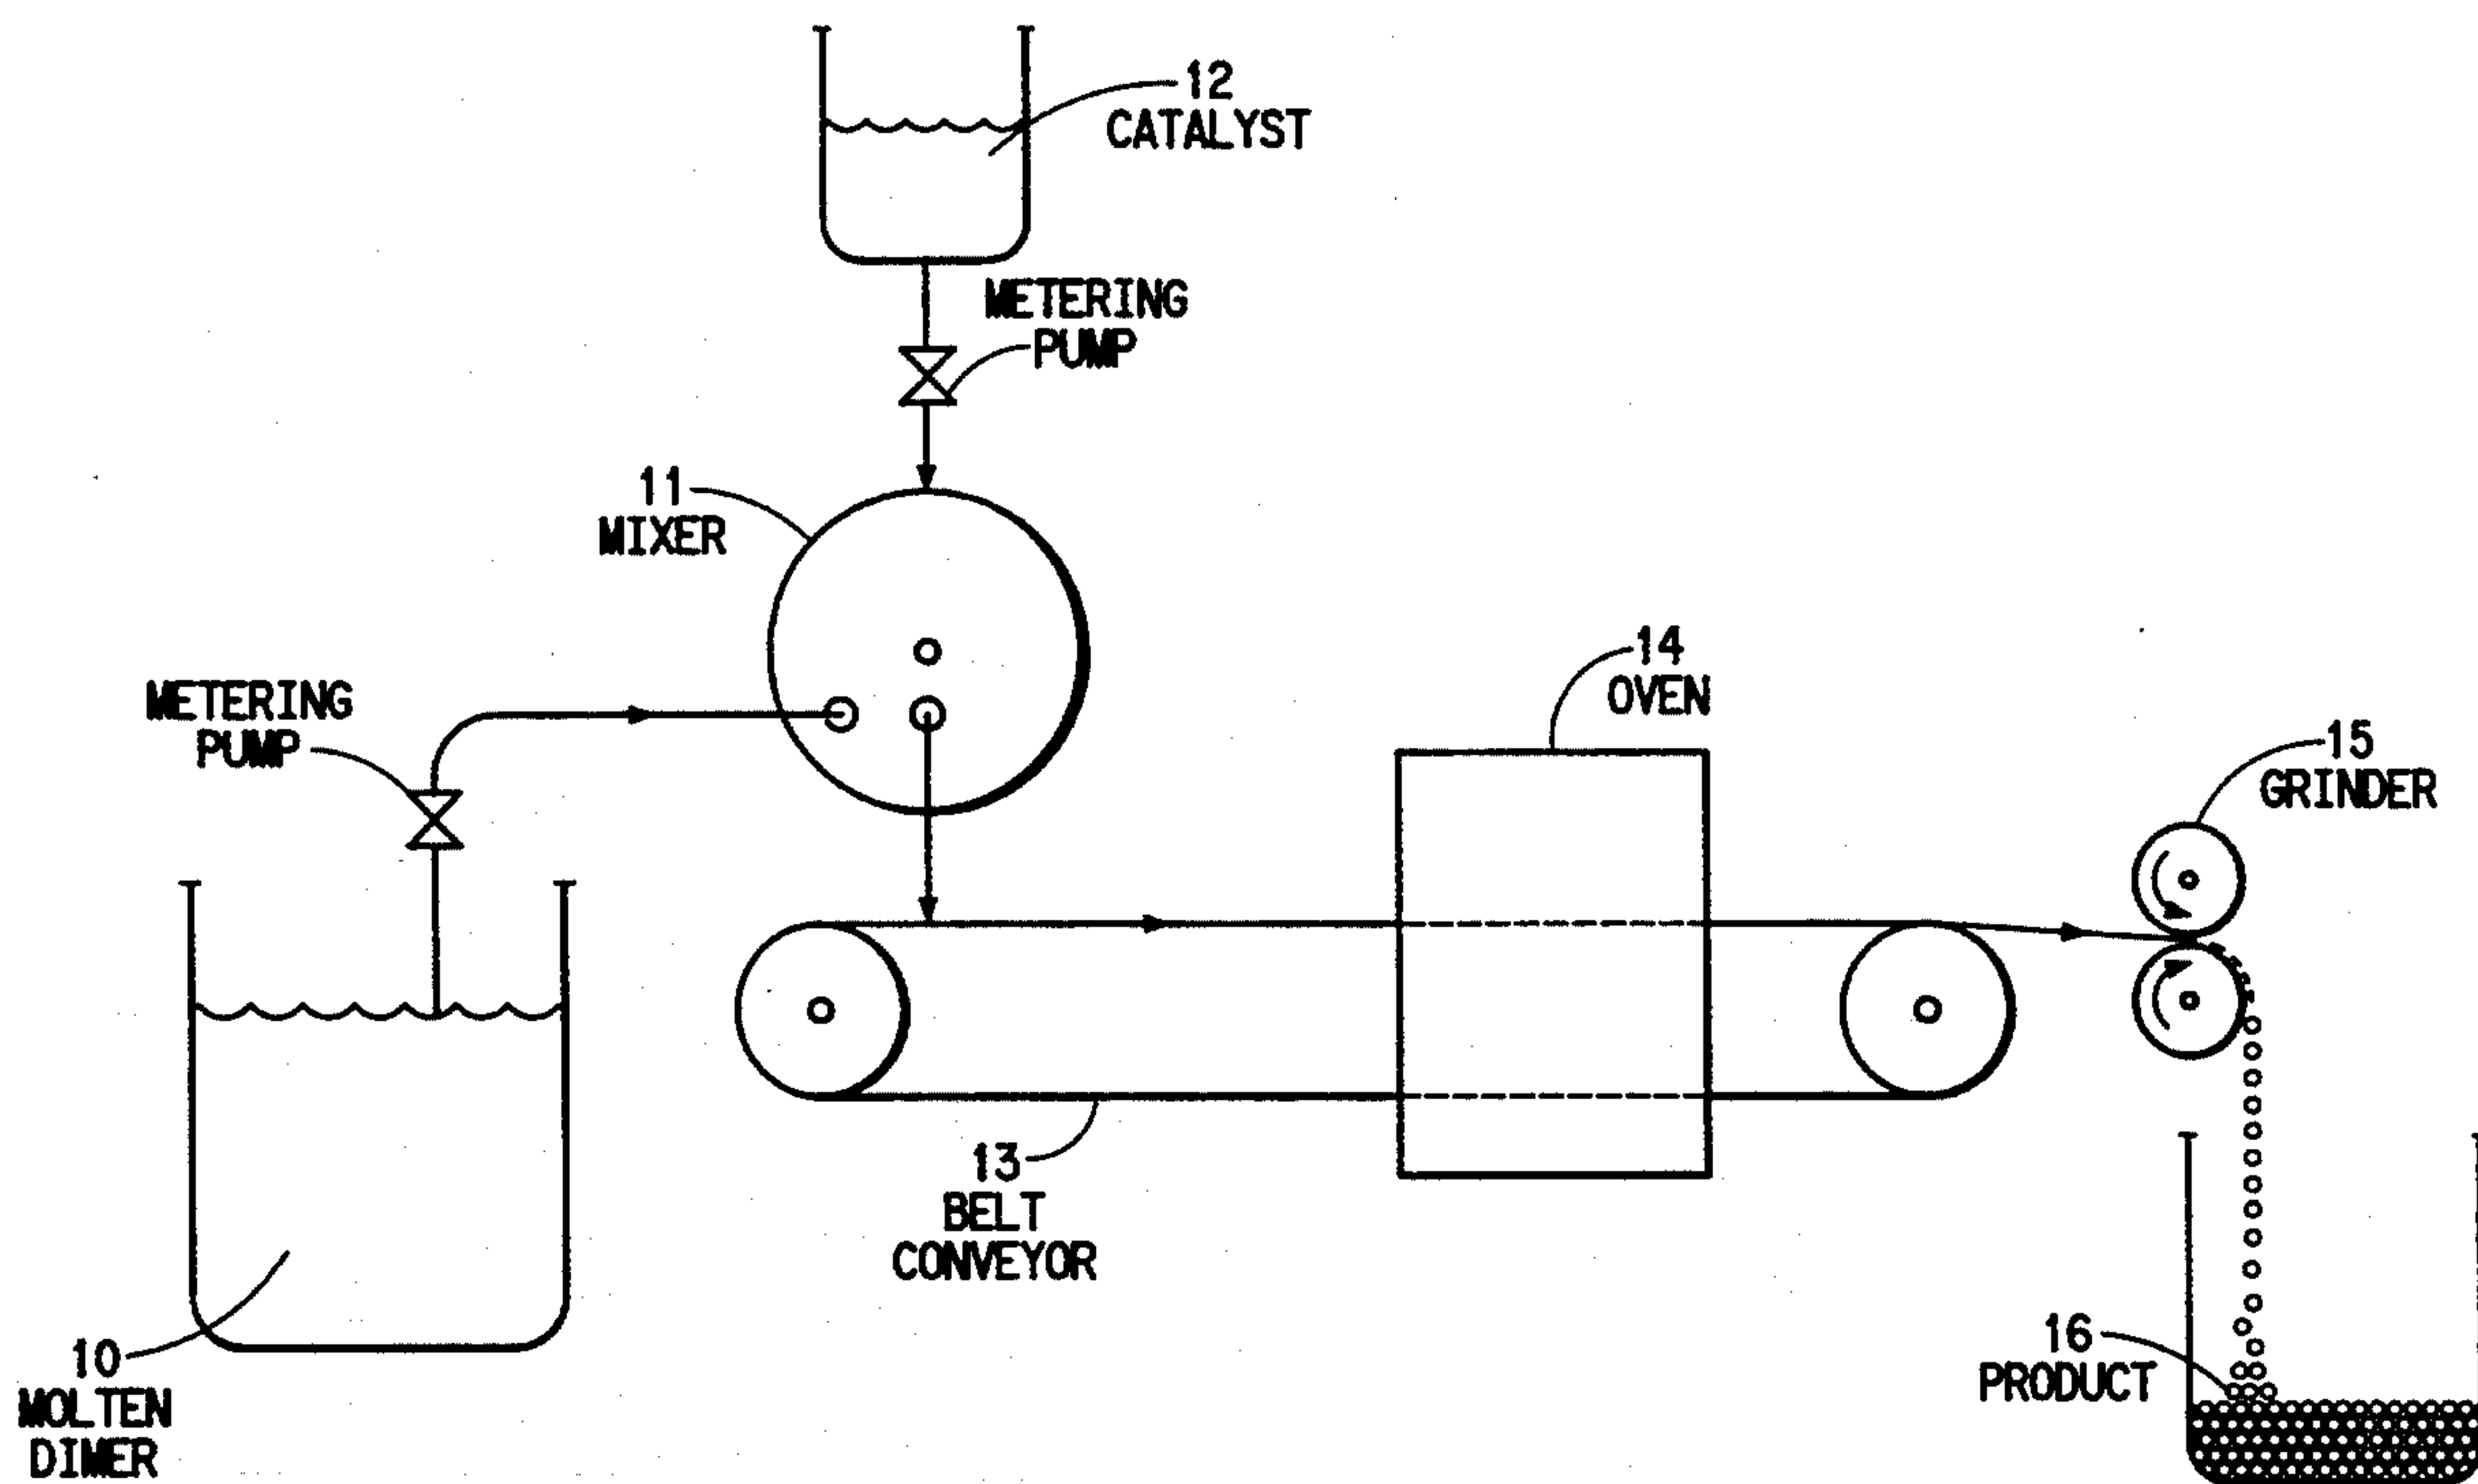 12
CATALYST
METERING
PUMP
11
MIXER
METERING
PUMP
14
OVEN
15
GRINDER
13
BELT
CONVEYOR
10
MOLTEN
DIMER
16
PRODUCT